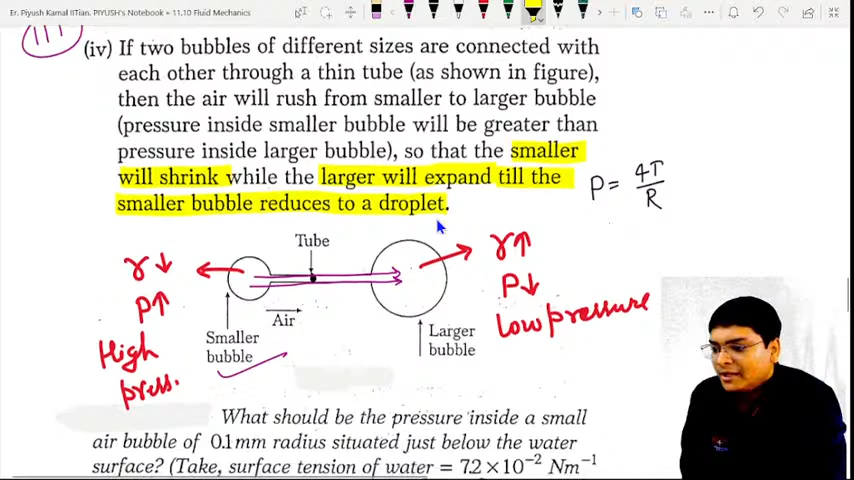 Er. Piyush Kamal IITian. PIYUSH's Notebook » 11.10 Fluid Mechanics
(iv) If two bubbles of different sizes are connected with
each other through a thin tube (as shown in figure),
then the air will rush from smaller to larger bubble
(pressure inside smaller bubble will be greater than
pressure inside larger bubble), so that the smaller
will shrink while the larger will expand till the
smaller bubble reduces to a droplet.
P = 4T/R
Tube
r↓
P↑
High
press.
r↑
P↓
Low pressure
Air
Smaller
bubble
Larger
bubble
What should be the pressure inside a small
air bubble of 0.1mm radius situated just below the water
surface? (Take, surface tension of water = 7.2 × 10⁻² Nm⁻¹